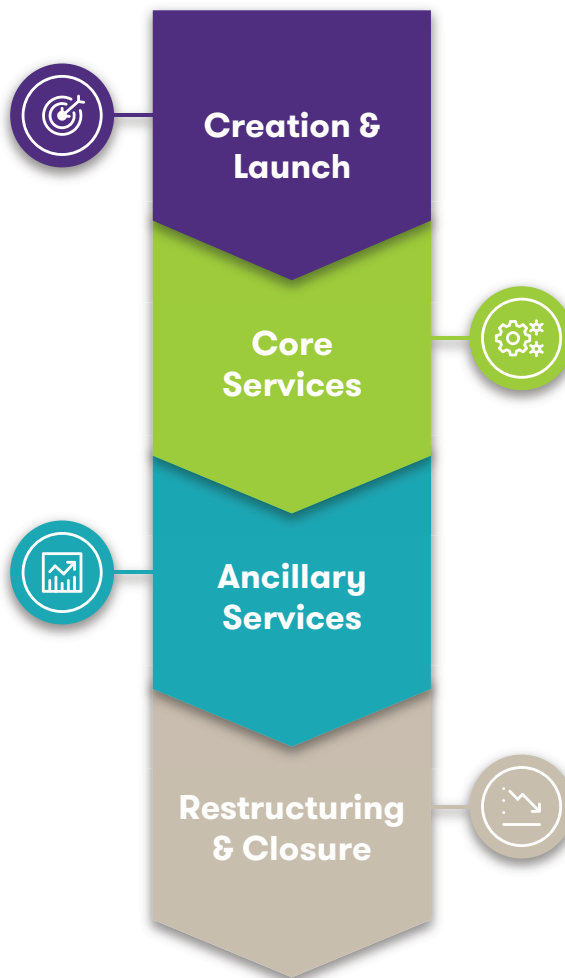 Creation &
Launch
Core
Services
Ancillary
Services
Restructuring
& Closure